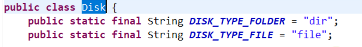 public class Disk {
public static final String DISK_TYPE_FOLDER = "dir";
public static final String DISK_TYPE_FILE = "file";